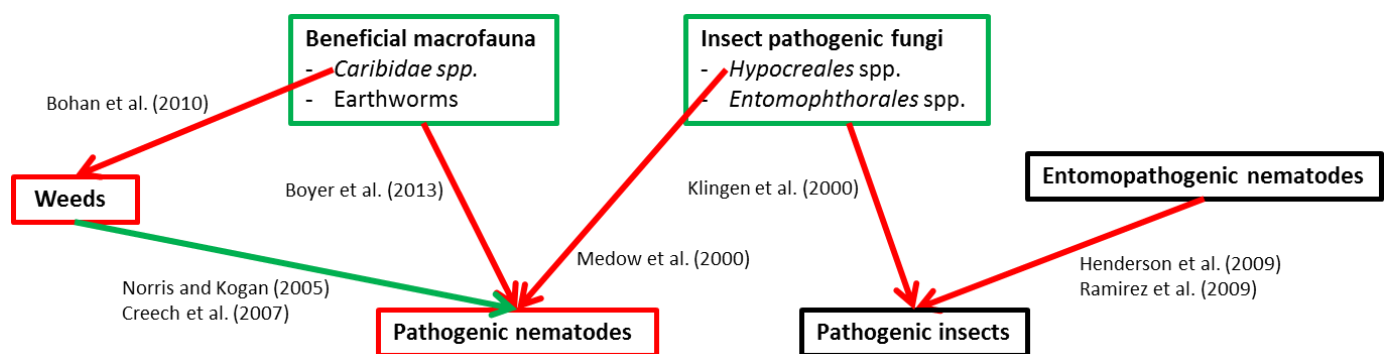 Beneficial macrofauna
- Caribidae spp.
- Earthworms
Insect pathogenic fungi
- Hypocreales spp.
- Entomophthorales spp.
Bohan et al. (2010)
Weeds
Boyer et al. (2013)
Klingen et al. (2000)
Entomopathogenic nematodes
Medow et al. (2000)
Henderson et al. (2009)
Ramirez et al. (2009)
Norris and Kogan (2005)
Creech et al. (2007)
Pathogenic nematodes
Pathogenic insects